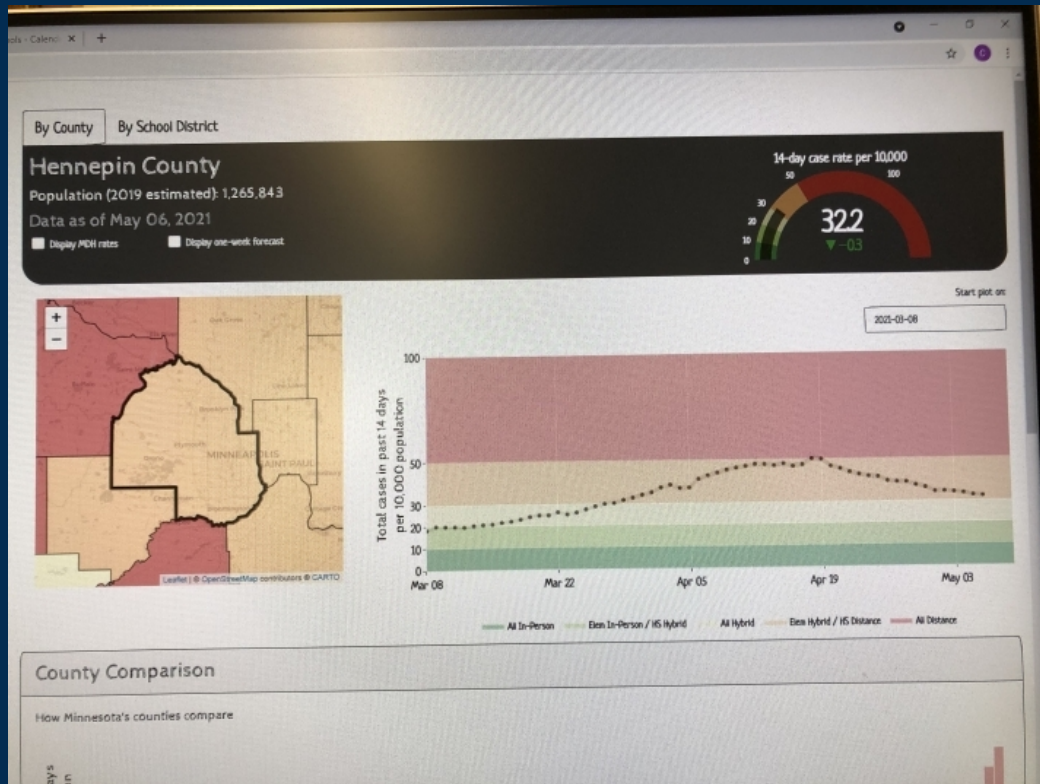 By County By School District
Hennepin County
Population (2019 estimated): 1,265,843
Data as of May 06, 2021
Display MDH rates Display one-week forecast
14-day case rate per 10,000
50 100
30
20
10
0
32.2
▼ -0.3
Start plot on:
2021-03-08
+
−
MINNEAPOLIS
SAINT PAUL
Leaflet | © OpenStreetMap contributors © CARTO
Total cases in past 14 days
per 10,000 population
100
50
30
20
10
0
Mar 08 Mar 22 Apr 05 Apr 19 May 03
All In-Person Elem In-Person / HS Hybrid All Hybrid Elem Hybrid / HS Distance All Distance
County Comparison
How Minnesota's counties compare